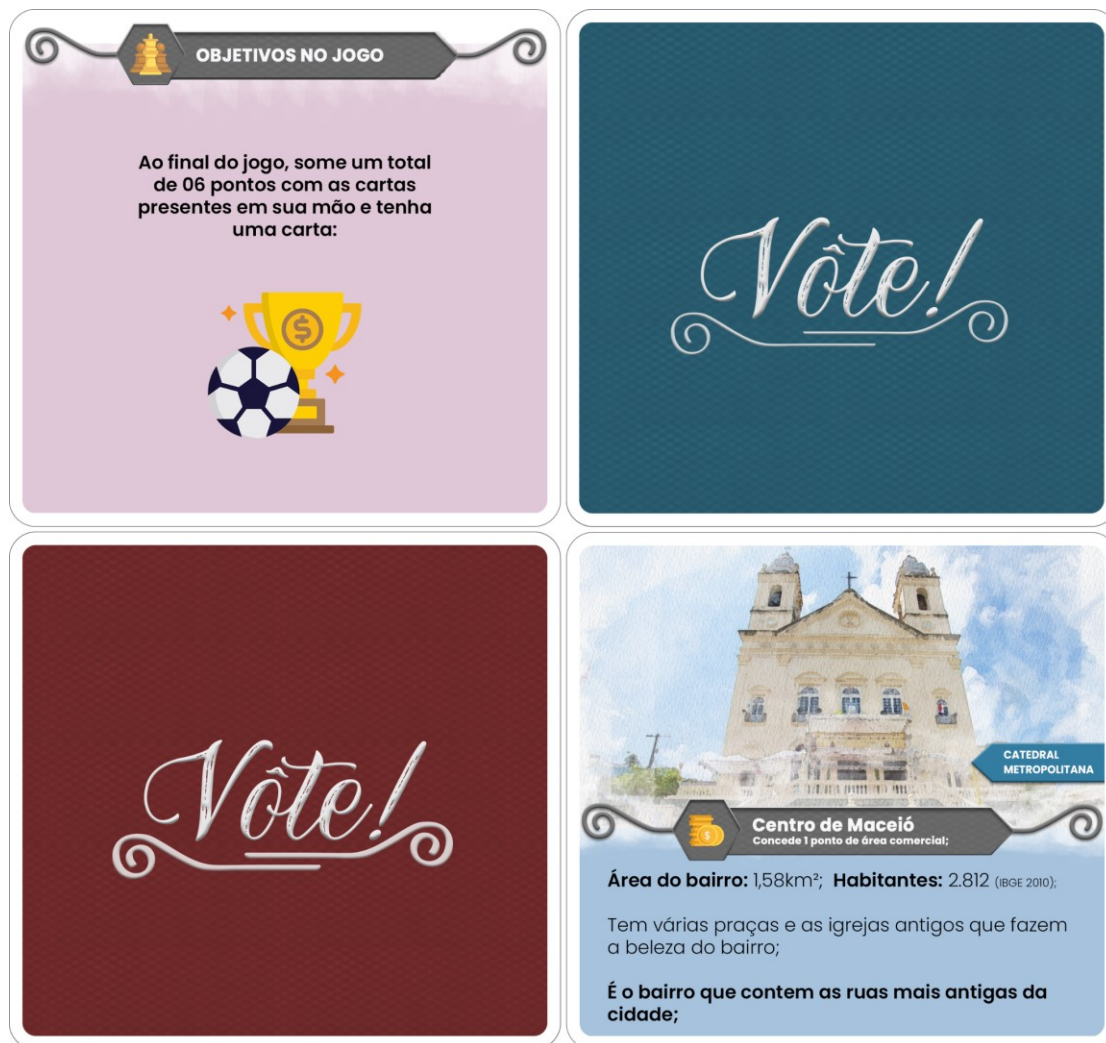 OBJETIVOS NO JOGO
Ao final do jogo, some um total
de 06 pontos com as cartas
presentes em sua mão e tenha
uma carta:
$
Vôte!
Vôte!
CATEDRAL
METROPOLITANA
$
Centro de Maceió
Concede 1 ponto de área comercial;
Área do bairro: 1,58km²; Habitantes: 2.812 (IBGE 2010);
Tem várias praças e as igrejas antigos que fazem
a beleza do bairro;
É o bairro que contem as ruas mais antigas da
cidade;